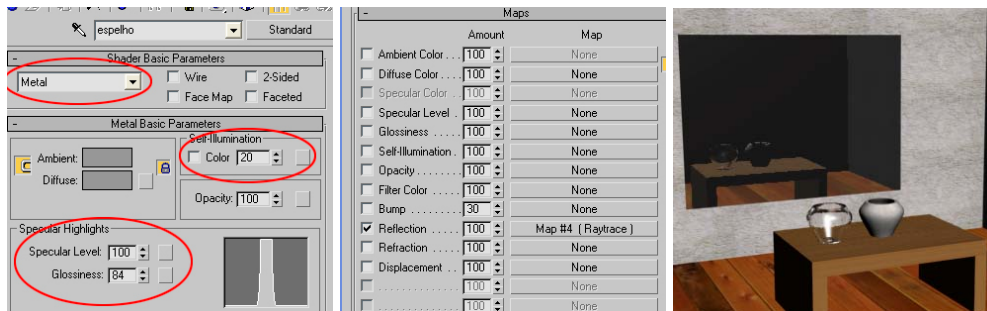 espelho Standard
- Shader Basic Parameters
Metal Wire 2-Sided
Face Map Faceted
- Metal Basic Parameters
Self-Illumination
Ambient: Color 20
Diffuse:
Opacity: 100
Specular Highlights
Specular Level: 100
Glossiness: 84
- Maps
Amount Map
Ambient Color . . . 100 None
Diffuse Color . . . . 100 None
Specular Color . . 100 None
Specular Level . 100 None
Glossiness . . . . . 100 None
Self-Illumination . 100 None
Opacity . . . . . . . . 100 None
Filter Color . . . . . 100 None
Bump . . . . . . . . . 30 None
Reflection . . . . . 100 Map #4 ( Raytrace )
Refraction . . . . . 100 None
Displacement . . 100 None
. . . . . . . . . . . . . . . 100 None
. . . . . . . . . . . . . . . 100 None